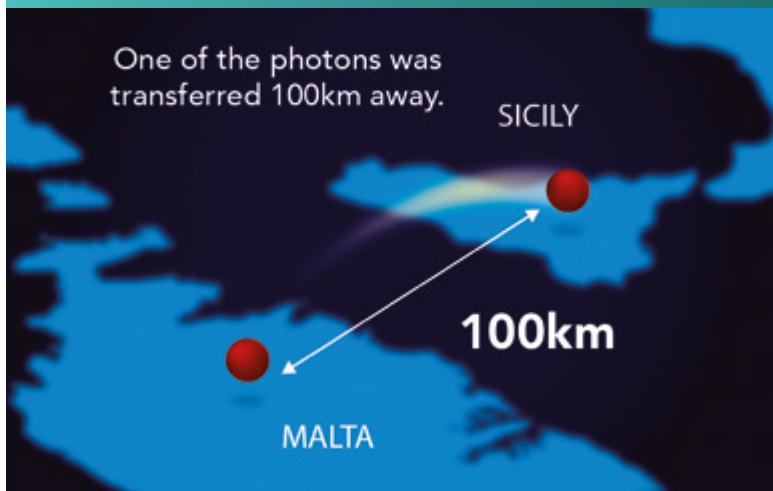 One of the photons was
transferred 100km away.
SICILY
100km
MALTA